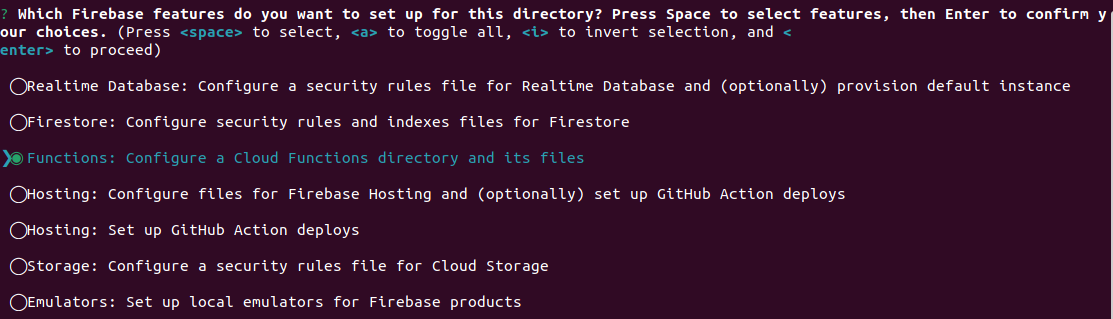 ? Which Firebase features do you want to set up for this directory? Press Space to select features, then Enter to confirm y
our choices. (Press <space> to select, <a> to toggle all, <i> to invert selection, and <
enter> to proceed)
◯Realtime Database: Configure a security rules file for Realtime Database and (optionally) provision default instance
◯Firestore: Configure security rules and indexes files for Firestore
❯◉Functions: Configure a Cloud Functions directory and its files
◯Hosting: Configure files for Firebase Hosting and (optionally) set up GitHub Action deploys
◯Hosting: Set up GitHub Action deploys
◯Storage: Configure a security rules file for Cloud Storage
◯Emulators: Set up local emulators for Firebase products